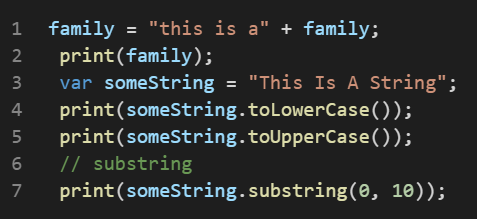 1 family = "this is a" + family;
2 print(family);
3 var someString = "This Is A String";
4 print(someString.toLowerCase());
5 print(someString.toUpperCase());
6 // substring
7 print(someString.substring(0, 10));